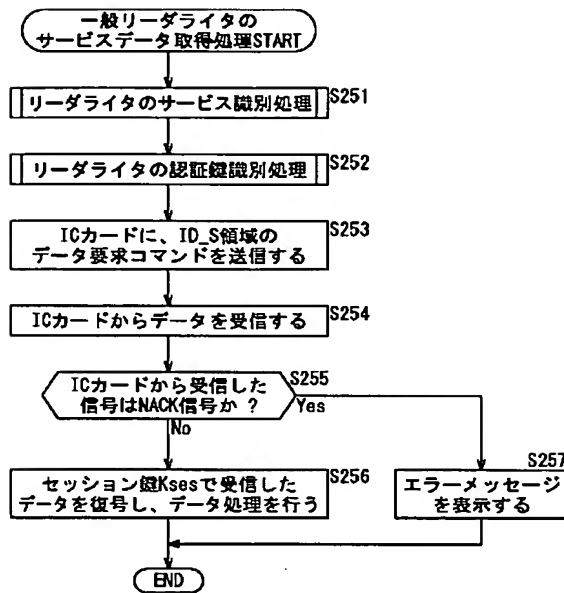 一般リーダライタの
サービスデータ取得処理START
リーダライタのサービス識別処理
S251
リーダライタの認証鍵識別処理
S252
ICカードに、ID_S領域の
データ要求コマンドを送信する
S253
ICカードからデータを受信する
S254
ICカードから受信した
信号はNACK信号か ?
S255
Yes
No
セッション鍵Ksesで受信した
データを復号し、データ処理を行う
S256
S257
エラーメッセージ
を表示する
END